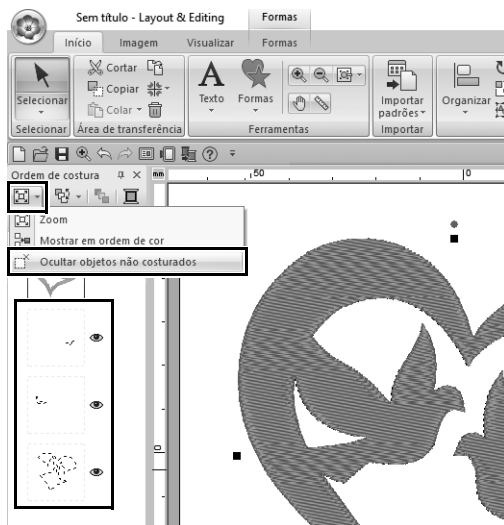 Sem título - Layout & Editing
Formas
Início Imagem Visualizar Formas
Selecionar
Cortar
Copiar
Colar
Texto
Formas
Importar padrões
Organizar
Selecionar Área de transferência Ferramentas Importar
Ordem de costura
mm 50 0
Zoom
Mostrar em ordem de cor
Ocultar objetos não costurados
0